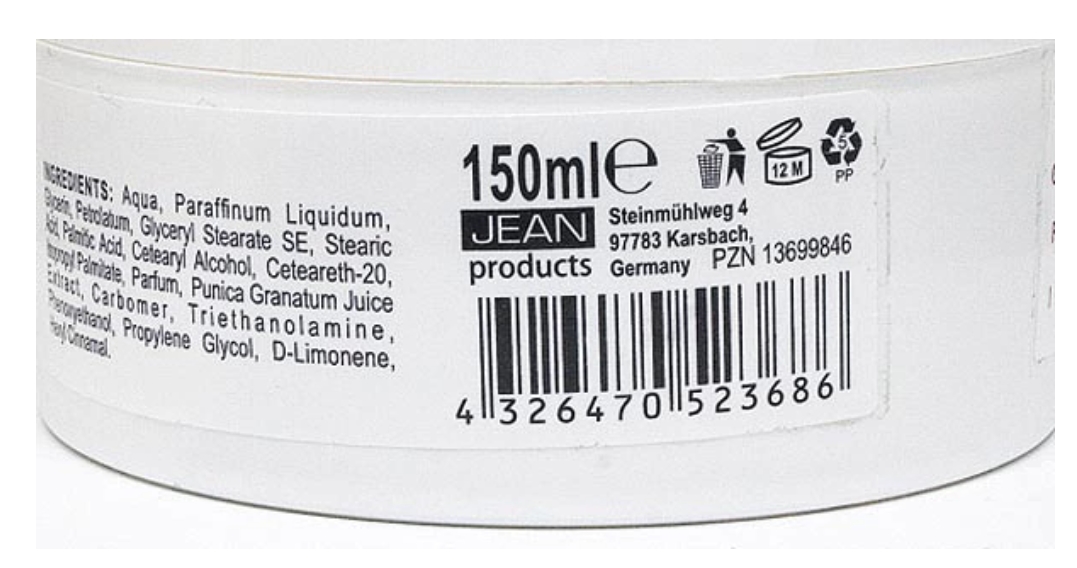 INGREDIENTS: Aqua, Paraffinum Liquidum,
Glycerin, Petrolatum, Glyceryl Stearate SE, Stearic
Acid, Palmitic Acid, Cetearyl Alcohol, Ceteareth-20,
Isopropyl Palmitate, Parfum, Punica Granatum Juice
Extract, Carbomer, Triethanolamine,
Phenoxyethanol, Propylene Glycol, D-Limonene,
Hexyl Cinnamal.
150ml℮
12 M
5
PP
JEAN
products
Steinmühlweg 4
97783 Karsbach,
Germany
PZN 13699846
4 326470 523686